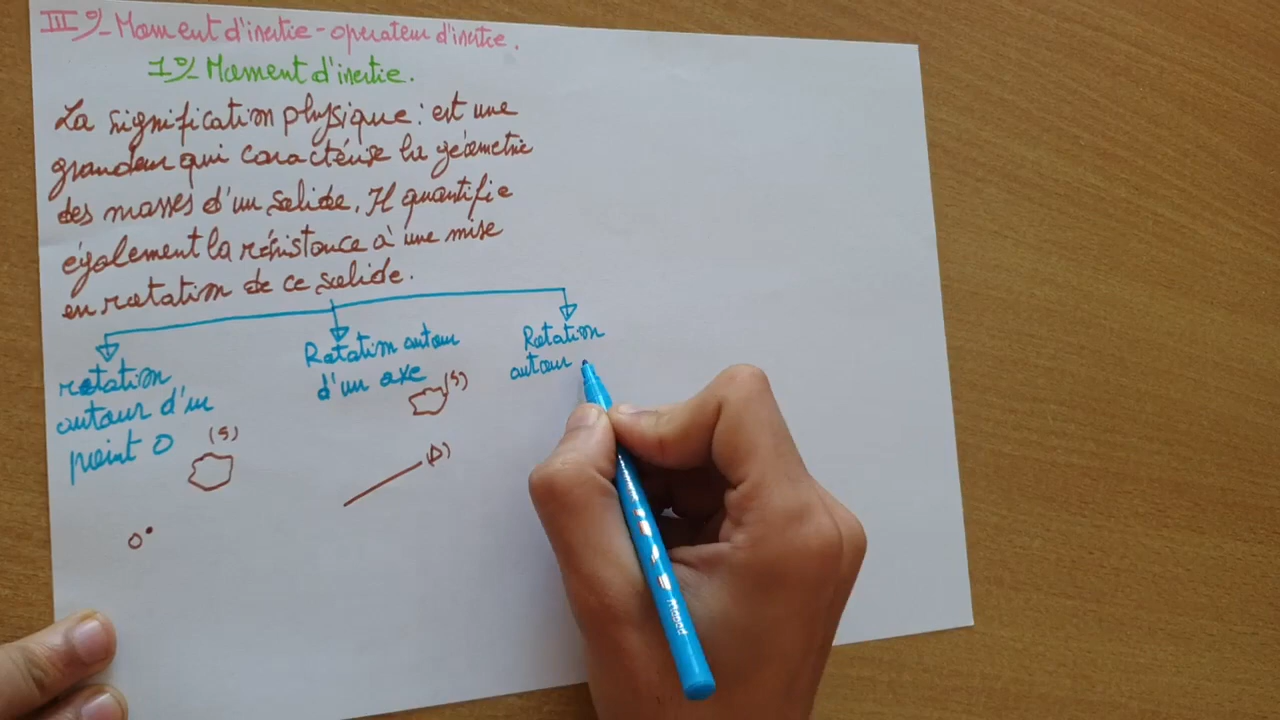 III°/- Moment d'inertie - operateur d'inertie.
1°/ Moment d'inertie.
La signification physique : est une
grandeur qui caractérise la géometrie
des masses d'un solide. Il quantifie
également la résistance à une mise
en rotation de ce solide.
rotation
autour d'un
point O
(S)
O
Rotation autour
d'un axe
(S)
(Δ)
Rotation
autour
Maped